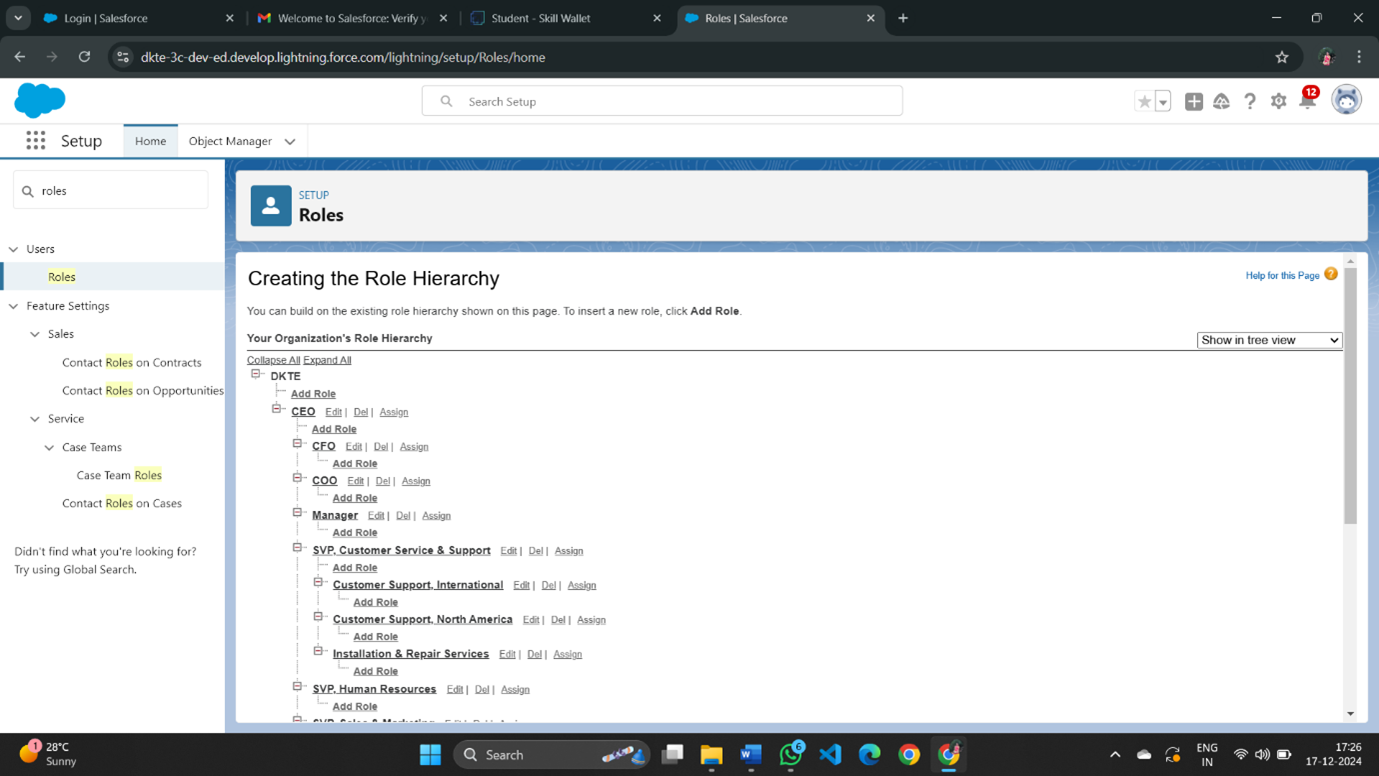 Login | Salesforce
Welcome to Salesforce: Verify y
Student - Skill Wallet
Roles | Salesforce
dkte-3c-dev-ed.develop.lightning.force.com/lightning/setup/Roles/home
Search Setup
12
Setup
Home
Object Manager
roles
Users
Roles
Feature Settings
Sales
Contact Roles on Contracts
Contact Roles on Opportunities
Service
Case Teams
Case Team Roles
Contact Roles on Cases
Didn't find what you're looking for?
Try using Global Search.
SETUP
Roles
Creating the Role Hierarchy
Help for this Page
You can build on the existing role hierarchy shown on this page. To insert a new role, click Add Role.
Your Organization's Role Hierarchy
Show in tree view
Collapse All Expand All
DKTE
Add Role
CEO Edit | Del | Assign
Add Role
CFO Edit | Del | Assign
Add Role
COO Edit | Del | Assign
Add Role
Manager Edit | Del | Assign
Add Role
SVP, Customer Service & Support Edit | Del | Assign
Add Role
Customer Support, International Edit | Del | Assign
Add Role
Customer Support, North America Edit | Del | Assign
Add Role
Installation & Repair Services Edit | Del | Assign
Add Role
SVP, Human Resources Edit | Del | Assign
Add Role
SVP, Sales & Marketing Edit | Del | Assign
1
28°C
Sunny
Search
6
ENG
IN
17:26
17-12-2024